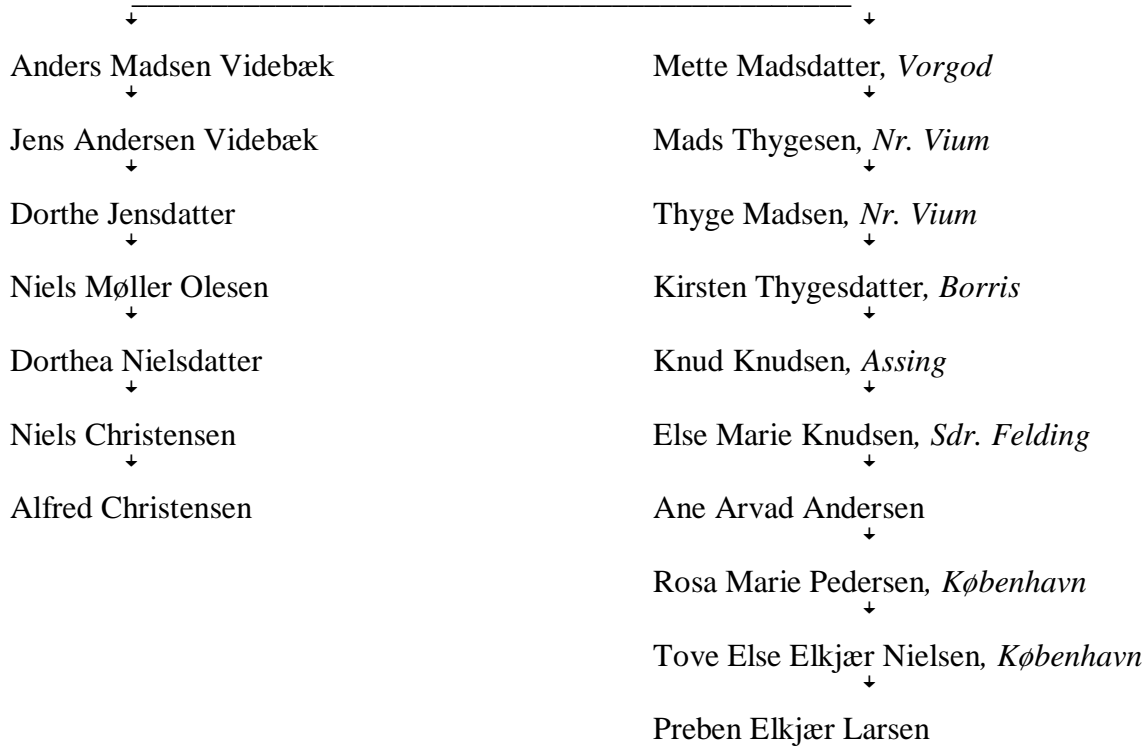 Anders Madsen Videbæk
Jens Andersen Videbæk
Dorthe Jensdatter
Niels Møller Olesen
Dorthea Nielsdatter
Niels Christensen
Alfred Christensen
Mette Madsdatter, Vorgod
Mads Thygesen, Nr. Vium
Thyge Madsen, Nr. Vium
Kirsten Thygesdatter, Borris
Knud Knudsen, Assing
Else Marie Knudsen, Sdr. Felding
Ane Arvad Andersen
Rosa Marie Pedersen, København
Tove Else Elkjær Nielsen, København
Preben Elkjær Larsen